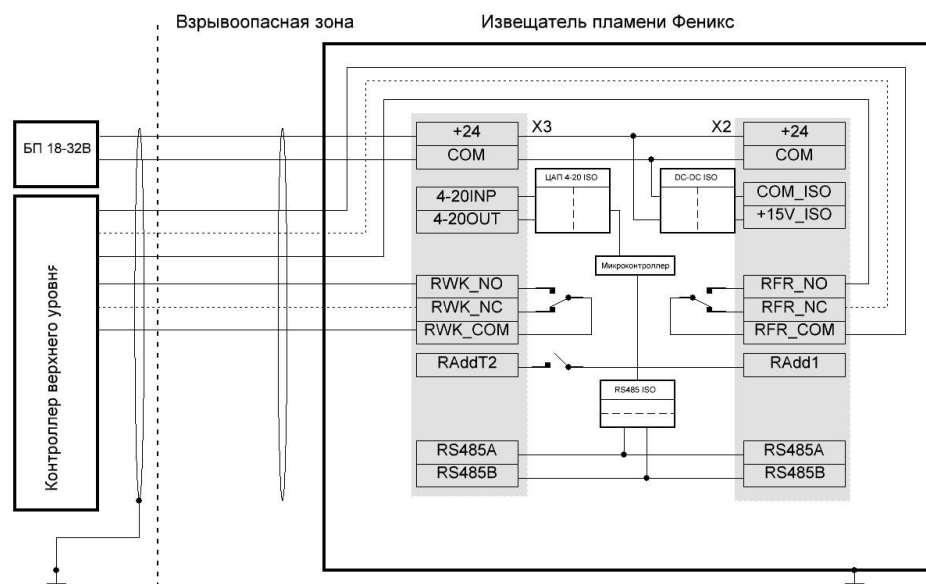 Взрывоопасная зона
Извещатель пламени Феникс
БП 18-32В
Контроллер верхнего уровня
+24
X3
X2
+24
COM
COM
ЦАП 4-20 ISO
DC-DC ISO
4-20INP
COM_ISO
4-20OUT
+15V_ISO
Микроконтроллер
RWK_NO
RFR_NO
RWK_NC
RFR_NC
RWK_COM
RFR_COM
RAddT2
RAdd1
RS485 ISO
RS485A
RS485A
RS485B
RS485B